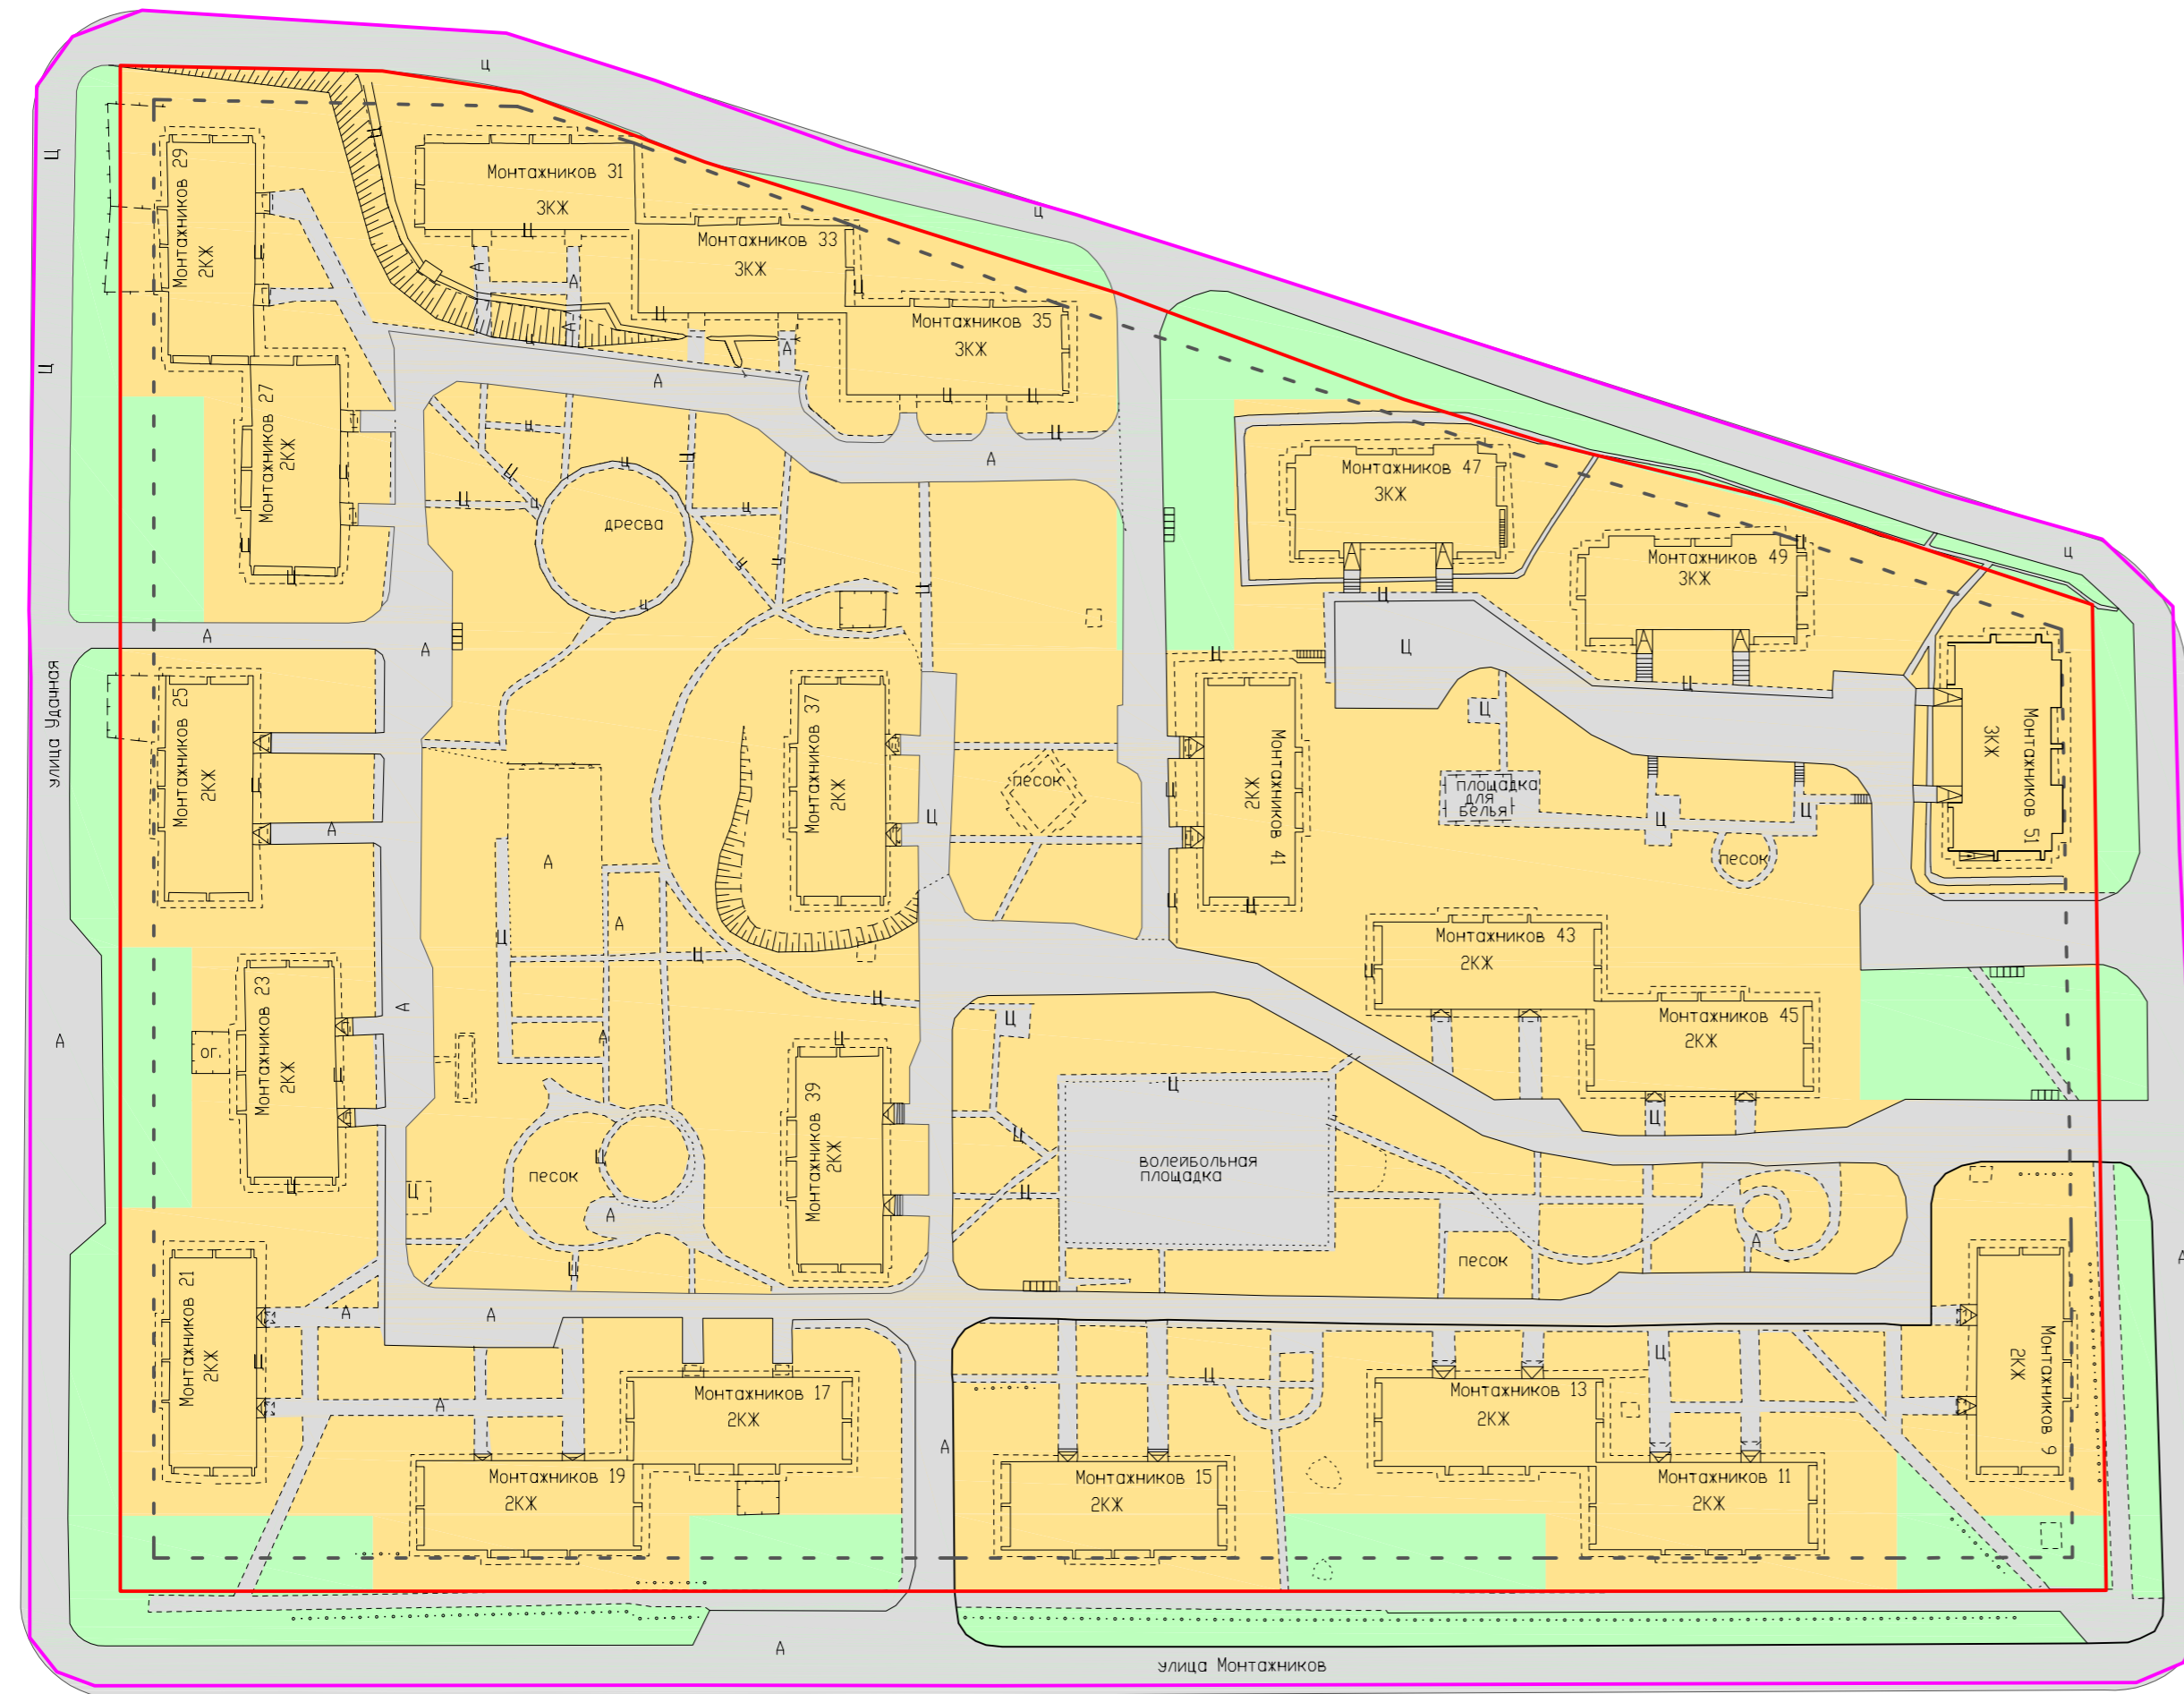 ц
Ц
Монтажников 29
2КЖ
Ц
Ц
Монтажников 31
3КЖ
Ц
А
А
А
Ц
Монтажников 33
3КЖ
Ц
Ц
А
А
Монтажников 35
3КЖ
Ц
Ц
Ц
А
ц
Ц
Монтажников 27
2КЖ
Ц
Ц
Ц
ц
Ц
Ц
ц
ц
дресва
ц
Ц
ц
ц
ц
Ц
Монтажников 47
3КЖ
А
А
Ц
Монтажников 49
3КЖ
Ц
А
А
Ц
ц
А
А
улица Удачная
Монтажников 25
2КЖ
Ц
А
Монтажников 37
2КЖ
Ц
песок
Ц
Ц
Ц
Монтажников 41
2КЖ
Ц
Ц
Ц
площадка
для
белья
Ц
Ц
песок
А
А
Монтажников 51
3КЖ
А
А
Ц
Ц
Ц
Монтажников 43
2КЖ
Ц
Монтажников 45
2КЖ
Ц
А
А
Монтажников 23
2КЖ
ог.
Ц
Ц
Ц
А
Ц
Монтажников 39
2КЖ
Ц
Ц
Ц
Ц
волейбольная
площадка
песок
Ц
А
Ц
песок
А
А
Монтажников 21
2КЖ
Ц
А
А
А
Монтажников 17
2КЖ
Монтажников 19
2КЖ
А
Ц
Монтажников 15
2КЖ
Монтажников 13
2КЖ
Ц
Монтажников 11
2КЖ
Монтажников 9
2КЖ
А
улица Монтажников